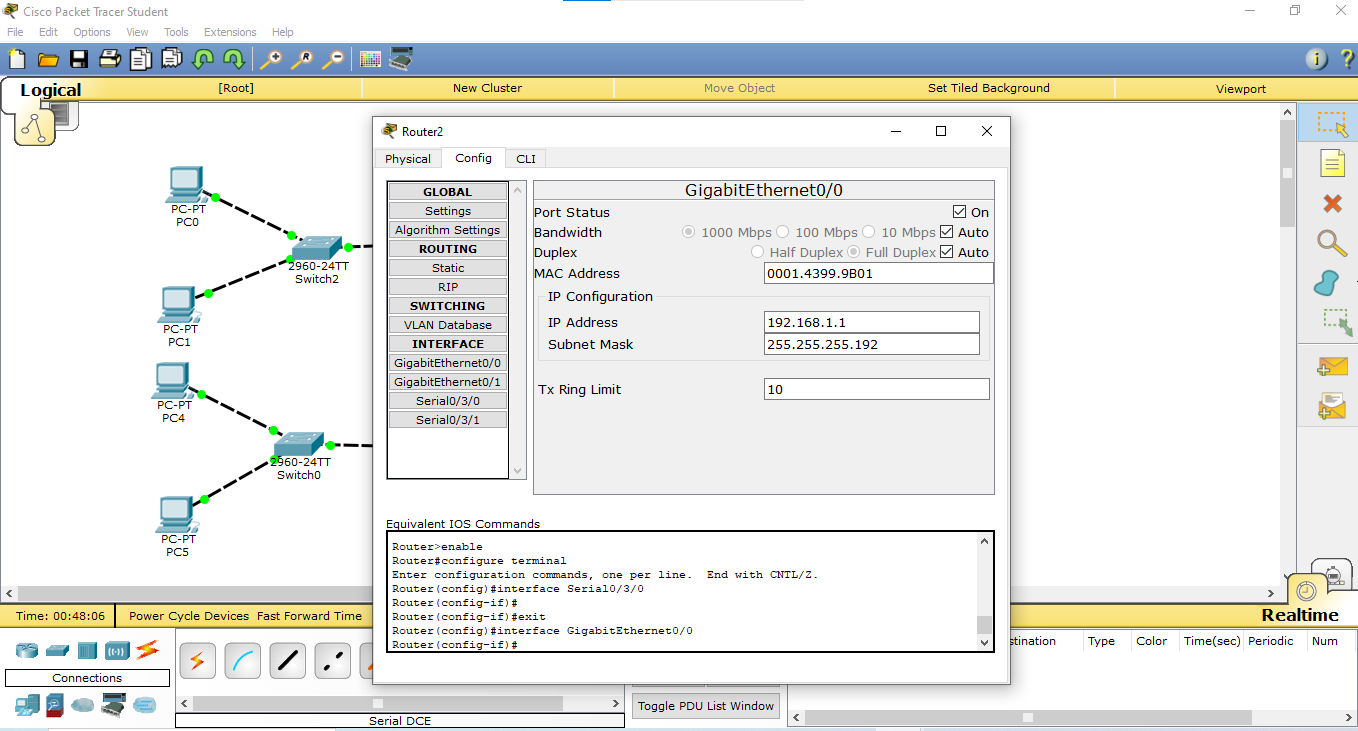 Cisco Packet Tracer Student
File Edit Options View Tools Extensions Help
Logical [Root] New Cluster Move Object Set Tiled Background Viewport
PC-PT
PC0
2960-24TT
Switch2
PC-PT
PC1
PC-PT
PC4
2960-24TT
Switch0
PC-PT
PC5
Router2
Physical Config CLI
GLOBAL
Settings
Algorithm Settings
ROUTING
Static
RIP
SWITCHING
VLAN Database
INTERFACE
GigabitEthernet0/0
GigabitEthernet0/1
Serial0/3/0
Serial0/3/1
GigabitEthernet0/0
Port Status On
Bandwidth 1000 Mbps 100 Mbps 10 Mbps Auto
Duplex Half Duplex Full Duplex Auto
MAC Address 0001.4399.9B01
IP Configuration
IP Address 192.168.1.1
Subnet Mask 255.255.255.192
Tx Ring Limit 10
Equivalent IOS Commands
Router>enable
Router#configure terminal
Enter configuration commands, one per line. End with CNTL/Z.
Router(config)#interface Serial0/3/0
Router(config-if)#
Router(config-if)#exit
Router(config)#interface GigabitEthernet0/0
Router(config-if)#
Time: 00:48:06 Power Cycle Devices Fast Forward Time Realtime
Connections
Serial DCE
Toggle PDU List Window
stination Type Color Time(sec) Periodic Num